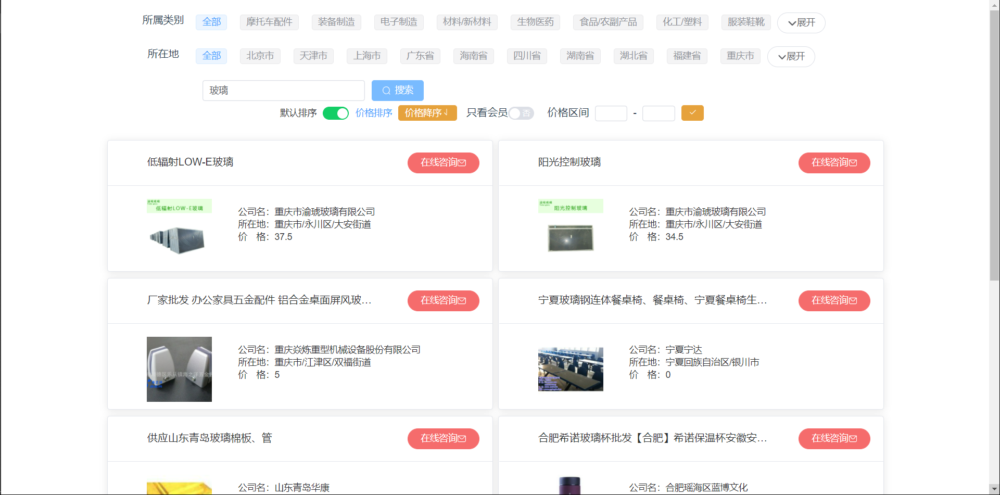 所属类别 全部 摩托车配件 装备制造 电子制造 材料/新材料 生物医药 食品/农副产品 化工/塑料 服装鞋靴 展开
所在地 全部 北京市 天津市 上海市 广东省 海南省 四川省 湖南省 湖北省 福建省 重庆市 展开
玻璃 搜索
默认排序 价格排序 价格降序 只看会员 否 价格区间 -
低辐射LOW-E玻璃 在线咨询
低辐射LOW-E玻璃
公司名：重庆市渝琥玻璃有限公司
所在地：重庆市/永川区/大安街道
价 格：37.5
阳光控制玻璃 在线咨询
阳光控制玻璃
公司名：重庆市渝琥玻璃有限公司
所在地：重庆市/永川区/大安街道
价 格：34.5
厂家批发 办公家具五金配件 铝合金桌面屏风玻… 在线咨询
公司名：重庆焱炼重型机械设备股份有限公司
所在地：重庆市/江津区/双福街道
价 格：5
宁夏玻璃钢连体餐桌椅、餐桌椅、宁夏餐桌椅生… 在线咨询
公司名：宁夏宁达
所在地：宁夏回族自治区/银川市
价 格：0
供应山东青岛玻璃棉板、管 在线咨询
公司名：山东青岛华康
合肥希诺玻璃杯批发【合肥】希诺保温杯安徽安… 在线咨询
公司名：合肥瑶海区蓝博文化